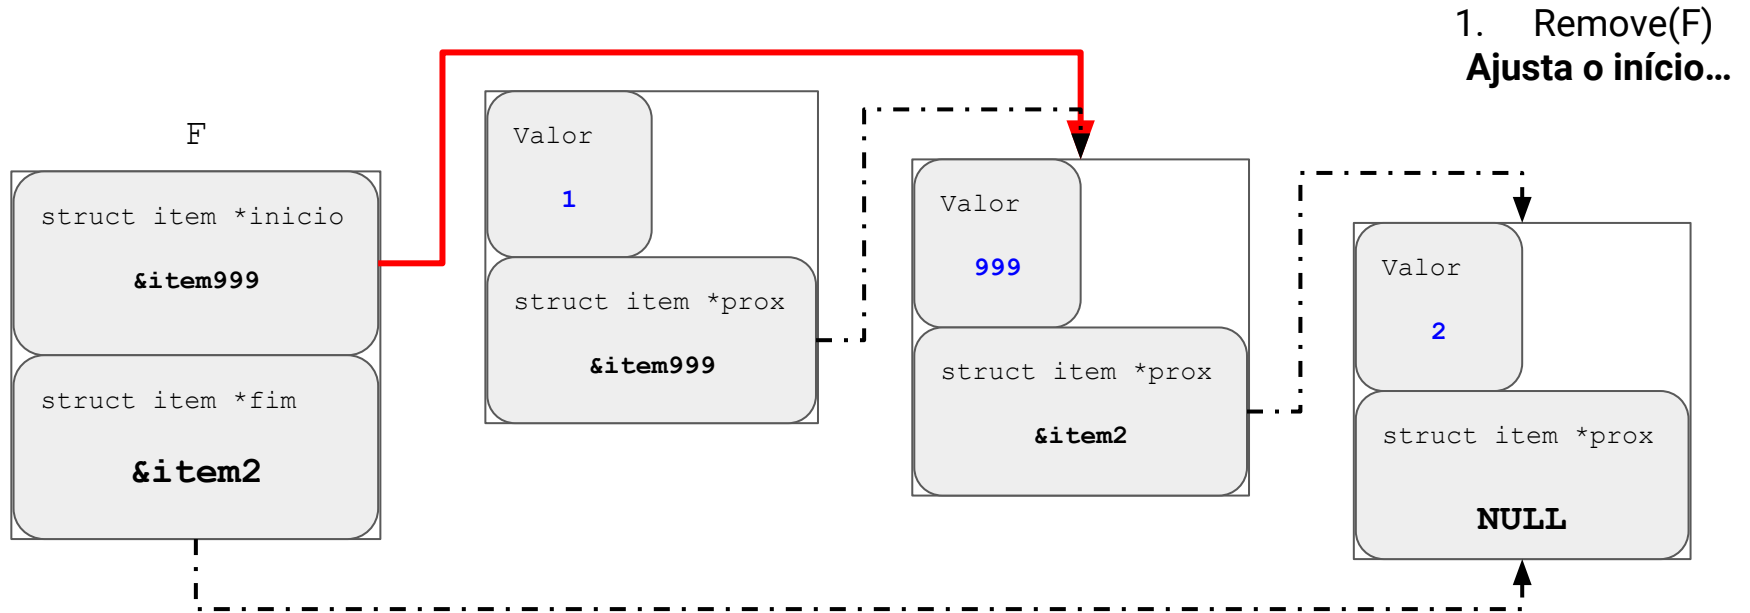 1. Remove(F)
Ajusta o início…
F
struct item *inicio
&item999
struct item *fim
&item2
Valor
1
struct item *prox
&item999
Valor
999
struct item *prox
&item2
Valor
2
struct item *prox
NULL